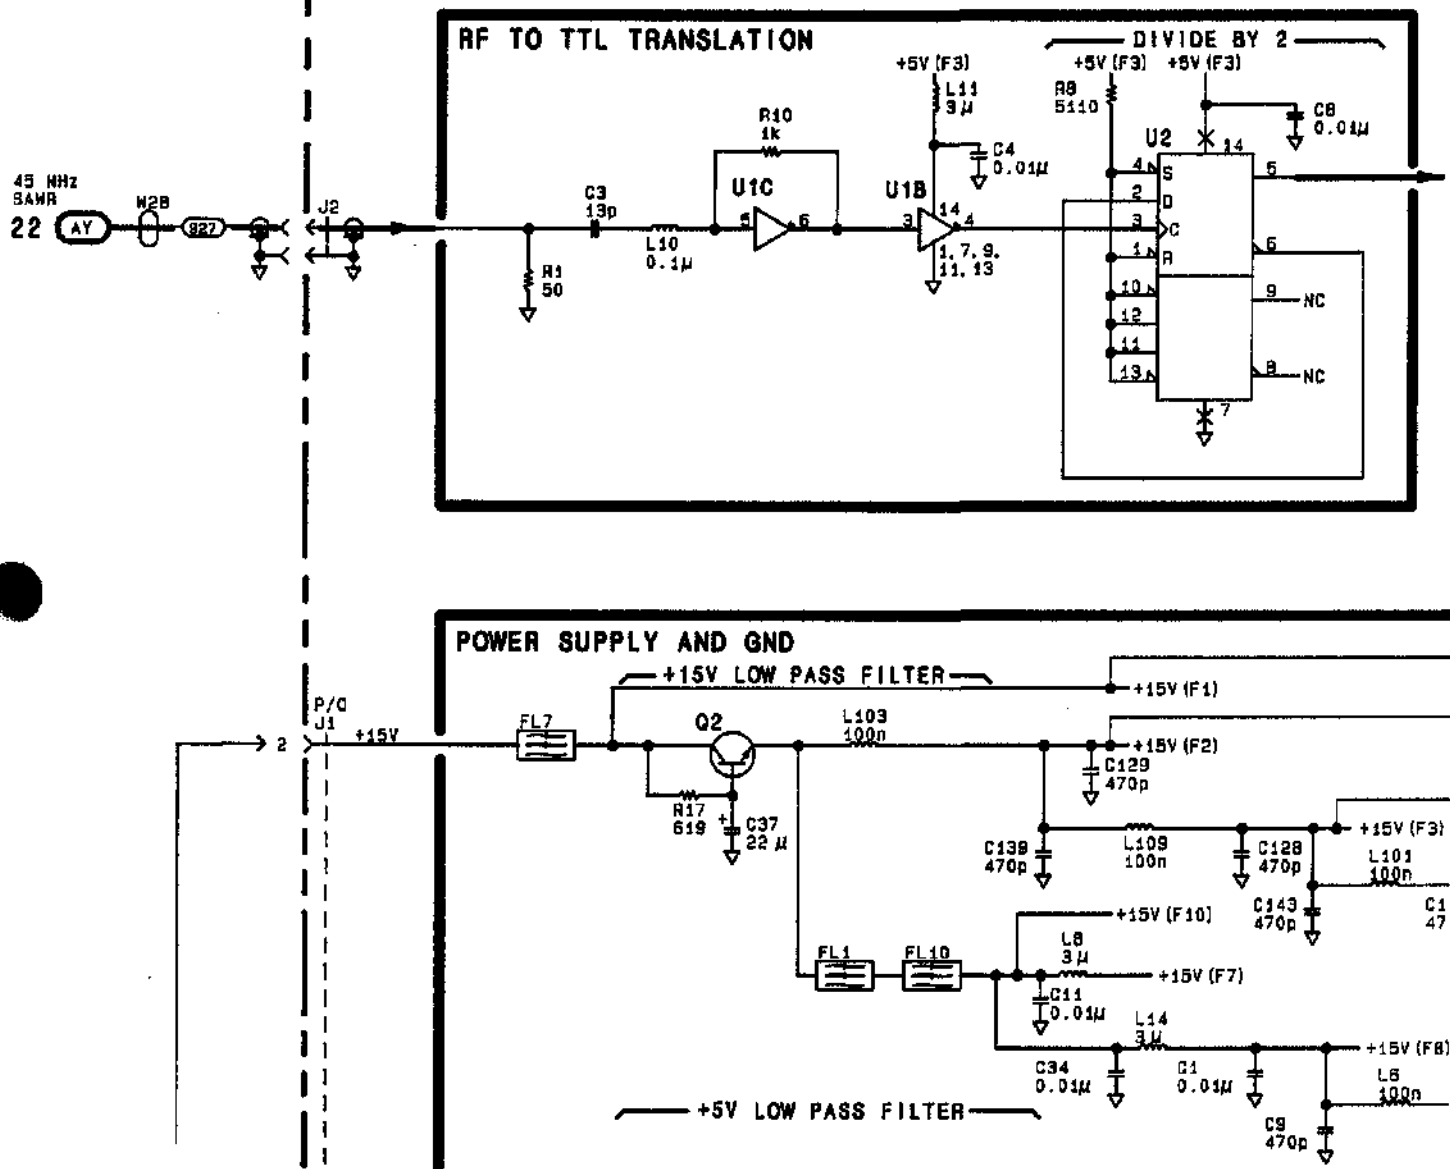 RF TO TTL TRANSLATION
DIVIDE BY 2
+5V (F3)
+5V (F3)
+5V (F3)
L11
3µ
R8
5110
C8
0.01µ
R10
1k
C4
0.01µ
U2
14
45 MHz
SAWR
22
AY
W28
927
J2
C3
13p
L10
0.1µ
U1C
5
6
U1B
3
14
4
1, 7, 9,
11, 13
R1
50
4
S
5
2
D
3
C
1
R
6
10
9
NC
12
11
13
8
NC
7
POWER SUPPLY AND GND
+15V LOW PASS FILTER
+15V (F1)
P/O
J1
2
+15V
FL7
Q2
L103
100n
+15V (F2)
C129
470p
R17
619
+
C37
22 µ
C139
470p
L109
100n
C128
470p
+15V (F3)
L101
100n
C143
470p
C1
47
+15V (F10)
FL1
FL10
L8
3µ
+15V (F7)
C11
0.01µ
L14
3µ
+15V (F8)
C34
0.01µ
C1
0.01µ
L6
100n
C9
470p
+5V LOW PASS FILTER